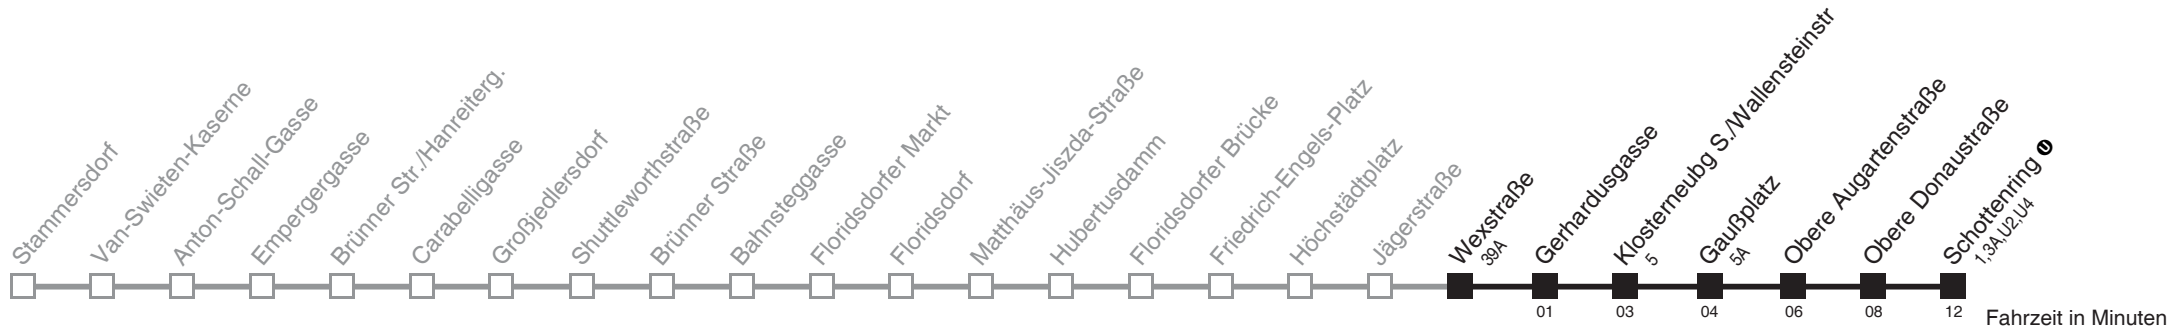 Stammersdorf
Van-Swieten-Kaserne
Anton-Schall-Gasse
Empergergasse
Brünner Str./Hanreiterg.
Carabelligasse
Großjedlersdorf
Shuttleworthstraße
Brünner Straße
Bahnsteggasse
Floridsdorfer Markt
Floridsdorf
Matthäus-Jiszda-Straße
Hubertusdamm
Floridsdorfer Brücke
Friedrich-Engels-Platz
Höchstädtplatz
Jägerstraße
Wexstraße
39A
Gerhardusgasse
Klosterneubg S./Wallensteinstr
5
Gaußplatz
5A
Obere Augartenstraße
Obere Donaustraße
Schottenring U
1,3A,U2,U4
01 03 04 06 08 12 Fahrzeit in Minuten